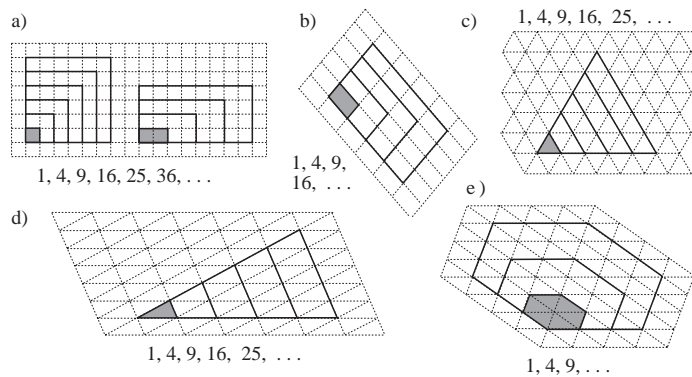 a)
b)
c)
1, 4, 9, 16, 25, . . .
1, 4, 9,
16, . . .
1, 4, 9, 16, 25, 36, . . .
d)
e )
1, 4, 9, 16, 25, . . .
1, 4, 9, . . .